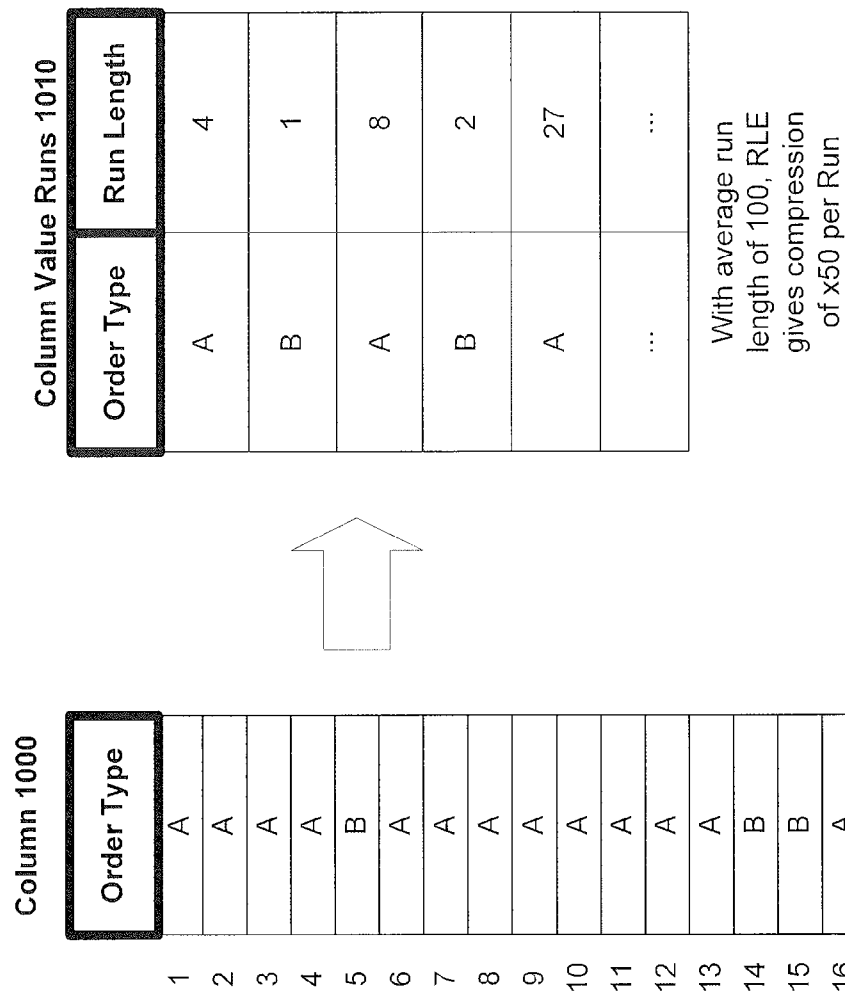 Column 1000
Order Type
1 A
2 A
3 A
4 A
5 B
6 A
7 A
8 A
9 A
10 A
11 A
12 A
13 A
14 B
15 B
16 A
Column Value Runs 1010
Order Type Run Length
A 4
B 1
A 8
B 2
A 27
... ...
With average run
length of 100, RLE
gives compression
of x50 per Run